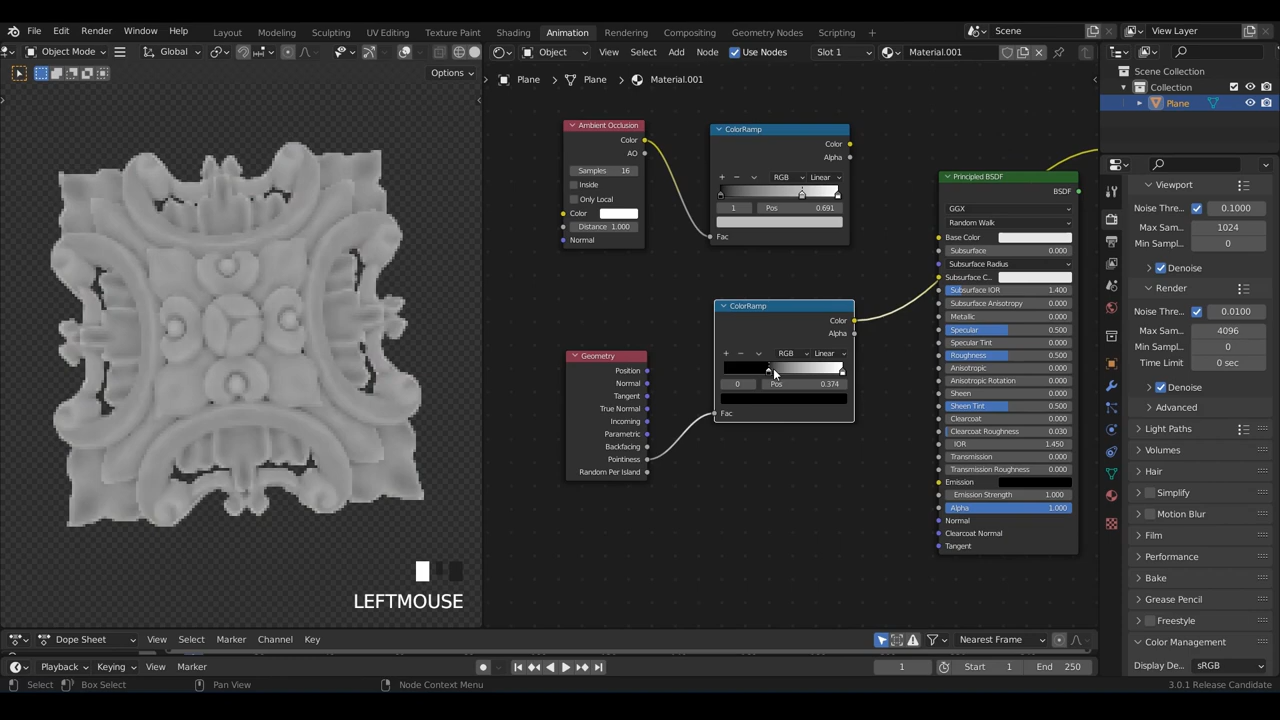 File Edit Render Window Help Layout Modeling Sculpting UV Editing Texture Paint Shading Animation Rendering Compositing Geometry Nodes Scripting + Scene View Layer
Object Mode Global Object View Select Add Node Use Nodes Slot 1 Material.001
Options
Plane > Plane > Material.001
Scene Collection
Collection
Plane
Ambient Occlusion
Color
AO
Samples 16
Inside
Only Local
Color
Distance 1.000
Normal
ColorRamp
Color
Alpha
RGB Linear
1 Pos 0.691
Fac
ColorRamp
Color
Alpha
RGB Linear
0 Pos 0.374
Fac
Geometry
Position
Normal
Tangent
True Normal
Incoming
Parametric
Backfacing
Pointiness
Random Per Island
Principled BSDF
BSDF
GGX
Random Walk
Base Color
Subsurface 0.000
Subsurface Radius
Subsurface C...
Subsurface IOR 1.400
Subsurface Anisotropy 0.000
Metallic 0.000
Specular 0.500
Specular Tint 0.000
Roughness 0.500
Anisotropic 0.000
Anisotropic Rotation 0.000
Sheen 0.000
Sheen Tint 0.500
Clearcoat 0.000
Clearcoat Roughness 0.030
IOR 1.450
Transmission 0.000
Transmission Roughness 0.000
Emission
Emission Strength 1.000
Alpha 1.000
Normal
Clearcoat Normal
Tangent
Viewport
Noise Thre... 0.1000
Max Sam... 1024
Min Sampl... 0
Denoise
Render
Noise Thre... 0.0100
Max Sam... 4096
Min Sampl... 0
Time Limit 0 sec
Denoise
Advanced
Light Paths
Volumes
Hair
Simplify
Motion Blur
Film
Performance
Bake
Grease Pencil
Freestyle
Color Management
Display De... sRGB
LEFTMOUSE
Dope Sheet View Select Marker Channel Key Nearest Frame
Playback Keying View Marker 1 Start 1 End 250
Select Box Select Pan View Node Context Menu 3.0.1 Release Candidate